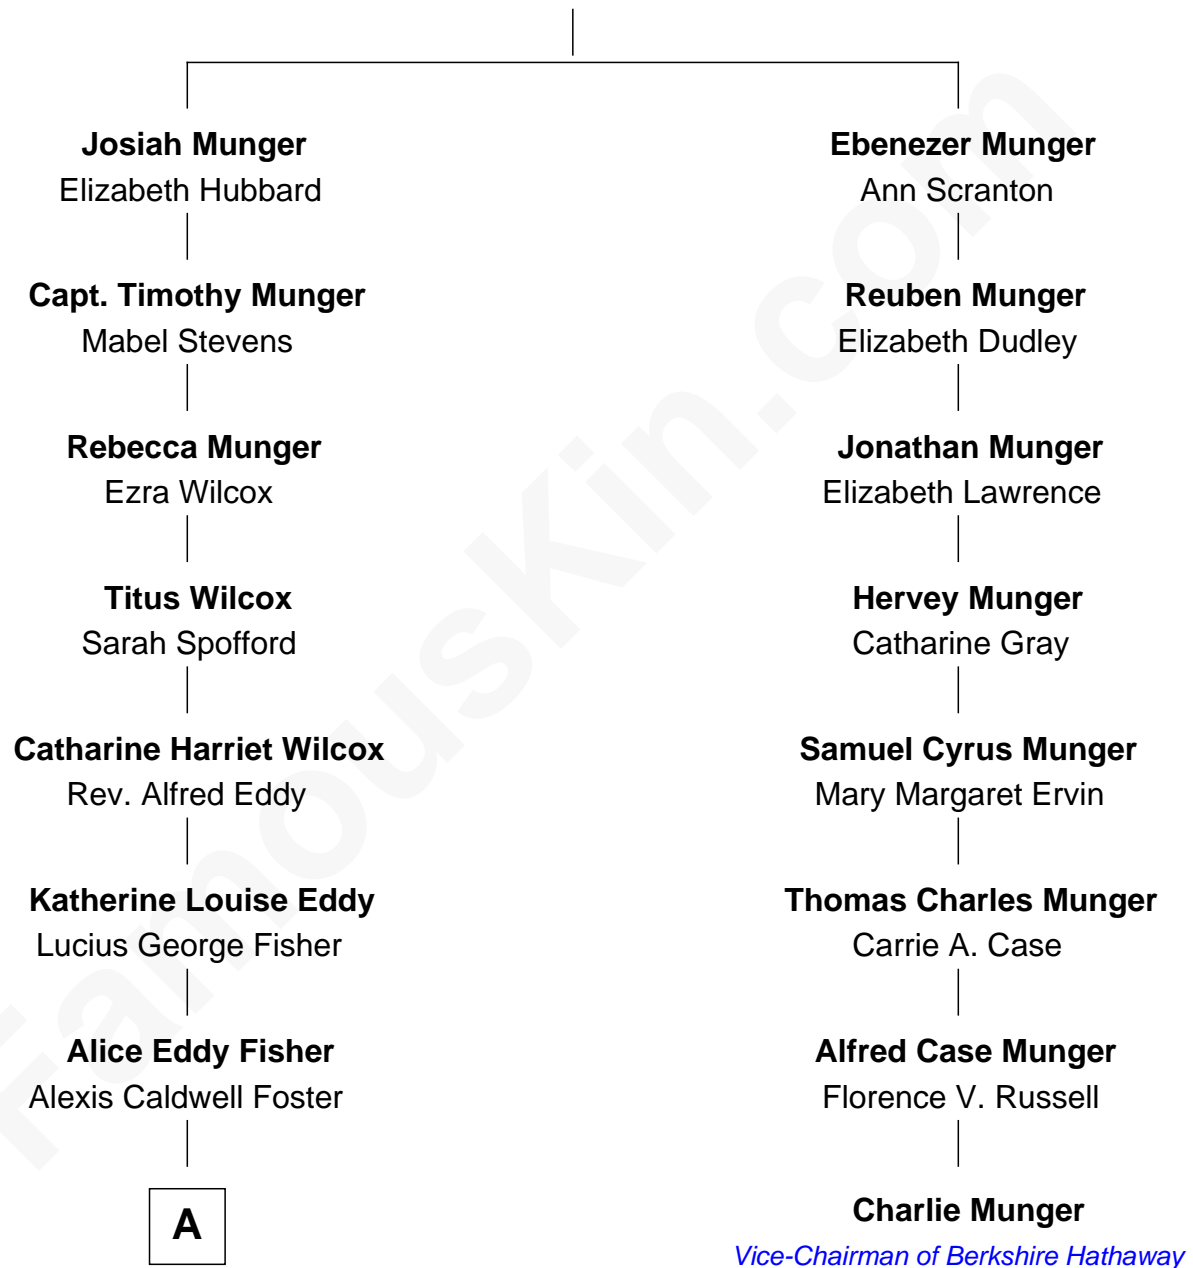 Josiah Munger
Elizabeth Hubbard
Capt. Timothy Munger
Mabel Stevens
Rebecca Munger
Ezra Wilcox
Titus Wilcox
Sarah Spofford
Catharine Harriet Wilcox
Rev. Alfred Eddy
Katherine Louise Eddy
Lucius George Fisher
Alice Eddy Fisher
Alexis Caldwell Foster
A
Ebenezer Munger
Ann Scranton
Reuben Munger
Elizabeth Dudley
Jonathan Munger
Elizabeth Lawrence
Hervey Munger
Catharine Gray
Samuel Cyrus Munger
Mary Margaret Ervin
Thomas Charles Munger
Carrie A. Case
Alfred Case Munger
Florence V. Russell
Charlie Munger
Vice-Chairman of Berkshire Hathaway
FamousKin.com